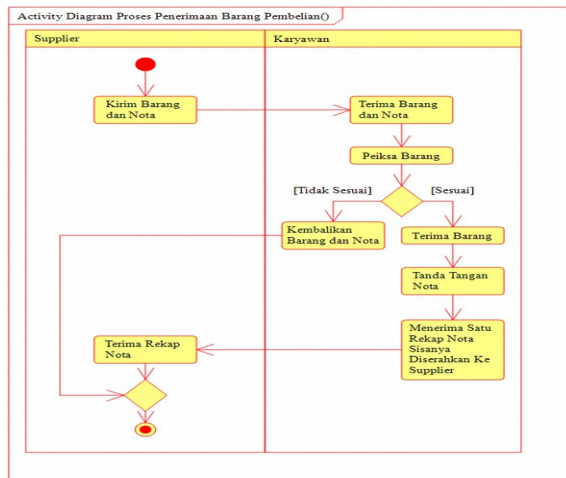 Activity Diagram Proses Penerimaan Barang Pembelian()
Supplier
Karyawan
Kirim Barang
dan Nota
Terima Barang
dan Nota
Peiksa Barang
[Tidak Sesuai]
[Sesuai]
Kembalikan
Barang dan Nota
Terima Barang
Tanda Tangan
Nota
Menerima Satu
Rekap Nota
Sisanya
Diserahkan Ke
Supplier
Terima Rekap
Nota